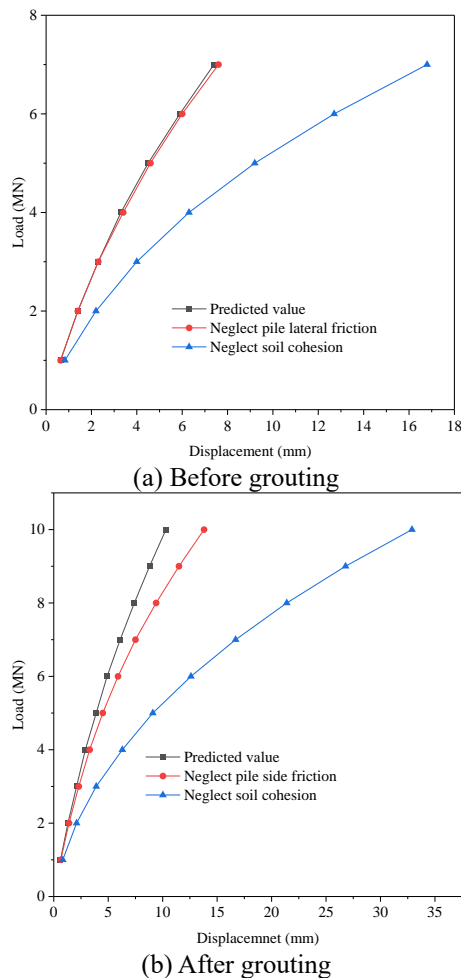 8
6
Load (MN)
4
2
0
Predicted value
Neglect pile lateral friction
Neglect soil cohesion
0 2 4 6 8 10 12 14 16 18
Displacement (mm)
(a) Before grouting
10
8
Load (MN)
6
4
2
0
Predicted value
Neglect pile side friction
Neglect soil cohesion
0 5 10 15 20 25 30 35
Displacemnet (mm)
(b) After grouting